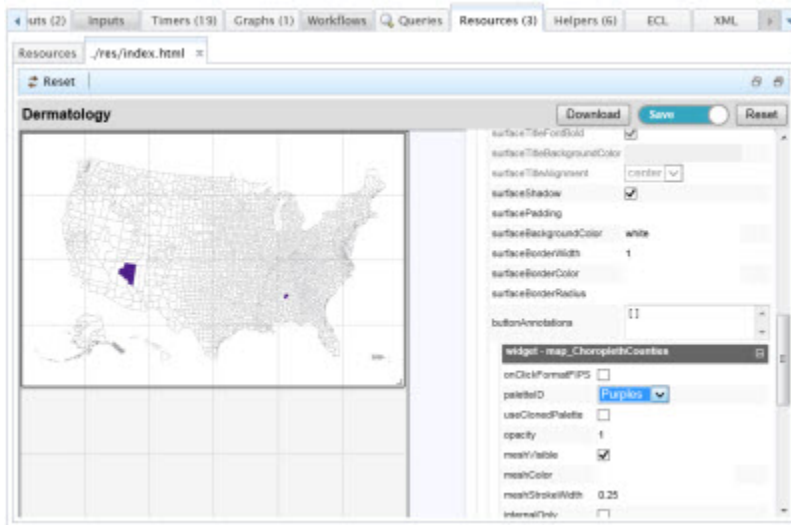 uts (2) Inputs Timers (19) Graphs (1) Workflows Queries Resources (3) Helpers (6) ECL XML
Resources ./res/index.html
Reset
Dermatology Download Save Reset
surfaceTitleFontBold
surfaceTitleBackgroundColor
surfaceTitleAlignment center
surfaceShadow
surfacePadding
surfaceBackgroundColor white
surfaceBorderWidth 1
surfaceBorderColor
surfaceBorderRadius
buttonAnnotations []
widget - map_ChoroplethCounties
onClickFormatFIPS
paletteID Purples
useClonedPalette
opacity 1
meshVisible
meshColor
meshStrokeWidth 0.25
internalOnly